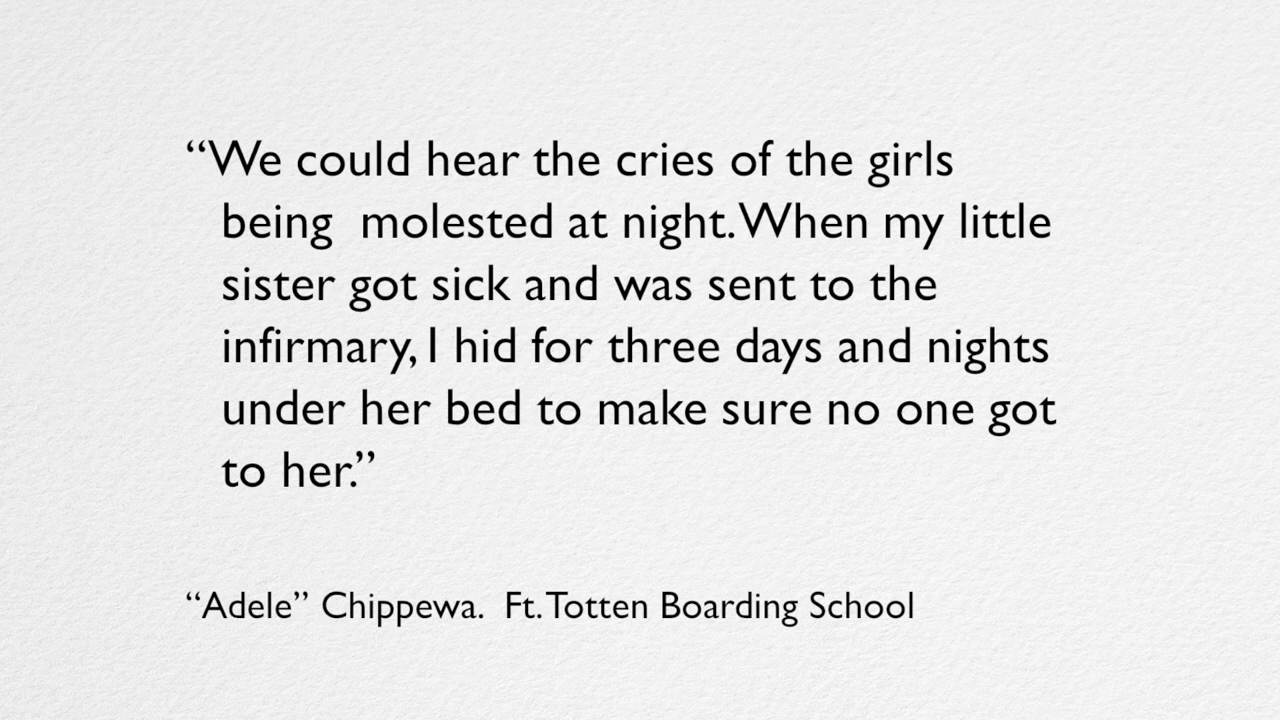 “We could hear the cries of the girls
being  molested at night. When my little
sister got sick and was sent to the
infirmary, I hid for three days and nights
under her bed to make sure no one got
to her.”
“Adele” Chippewa.  Ft. Totten Boarding School